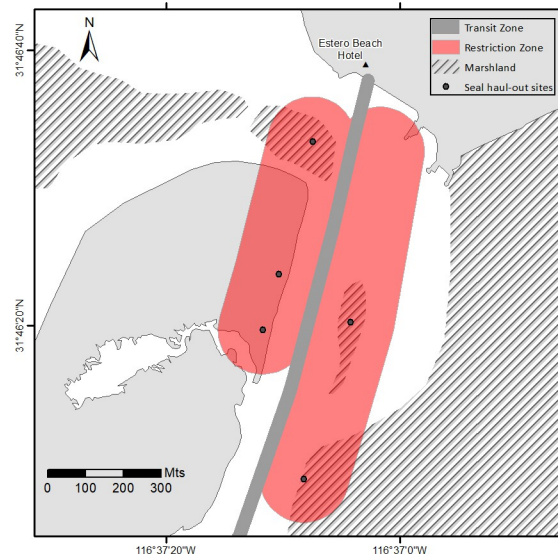 N
Estero Beach
Hotel
Transit Zone
Restriction Zone
Marshland
Seal haul-out sites
31°46'40"N
31°46'20"N
Mts
0 100 200 300
116°37'20"W
116°37'0"W